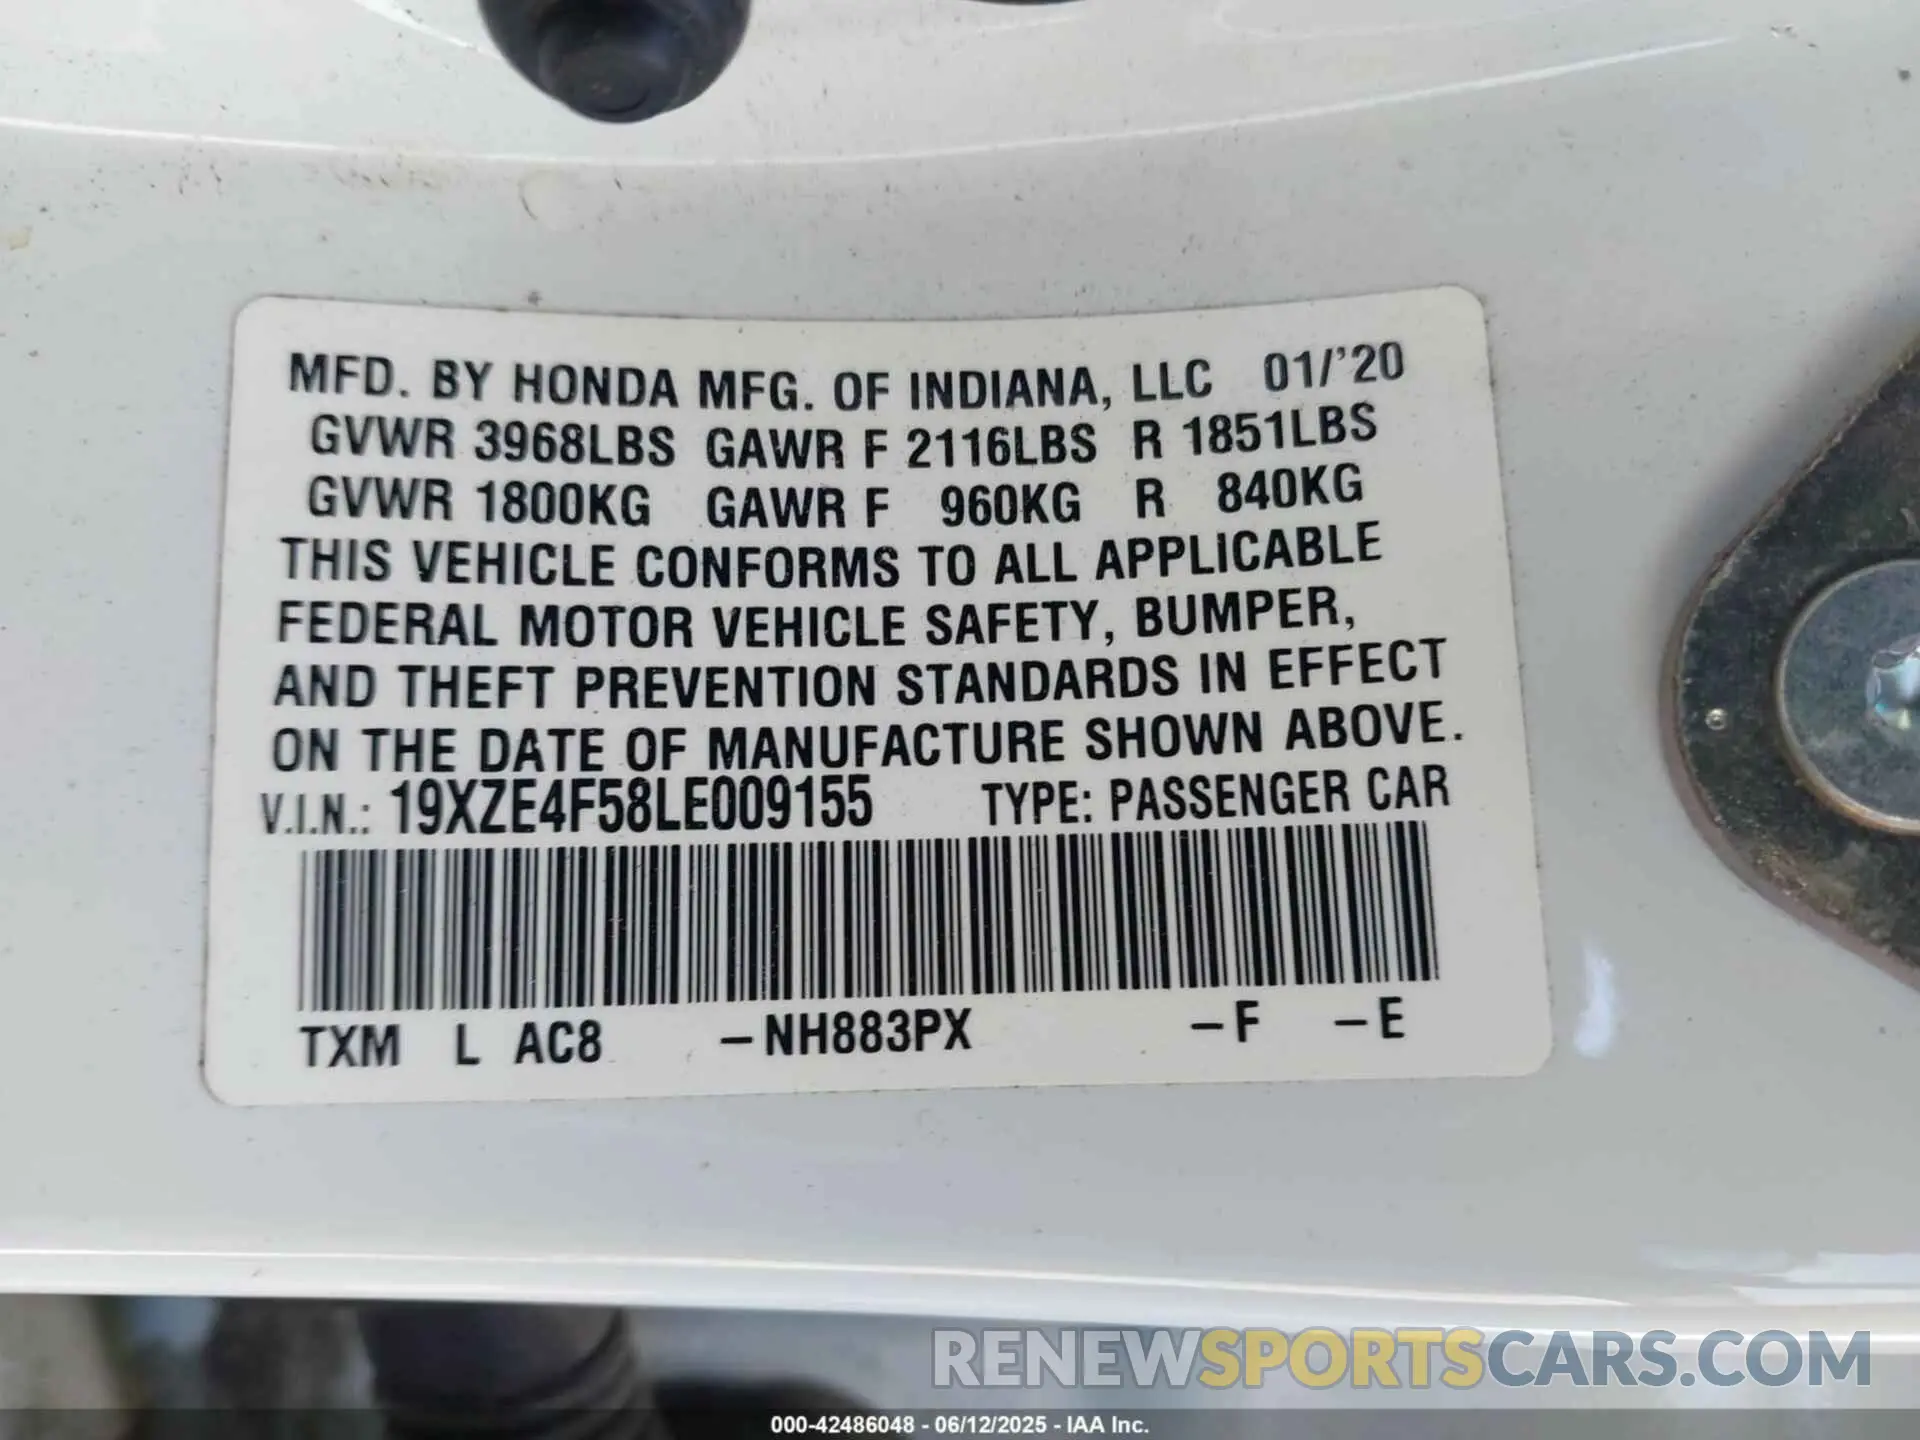 MFD. BY HONDA MFG. OF INDIANA, LLC 01/'20
GVWR 3968LBS GAWR F 2116LBS R 1851LBS
GVWR 1800KG GAWR F 960KG R 840KG
THIS VEHICLE CONFORMS TO ALL APPLICABLE
FEDERAL MOTOR VEHICLE SAFETY, BUMPER,
AND THEFT PREVENTION STANDARDS IN EFFECT
ON THE DATE OF MANUFACTURE SHOWN ABOVE.
V.I.N.: 19XZE4F58LE009155 TYPE: PASSENGER CAR
TXM L AC8 –NH883PX –F –E
RENEWSPORTSCARS.COM
000-42486048 - 06/12/2025 - IAA Inc.